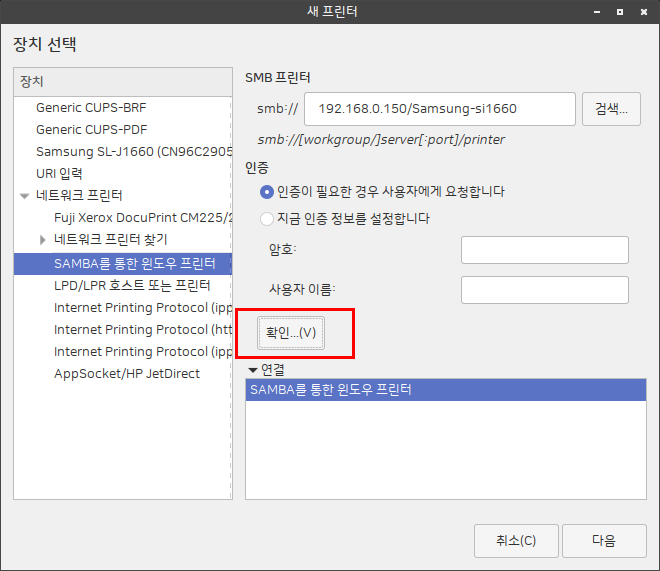 새 프린터
장치 선택
장치
Generic CUPS-BRF
Generic CUPS-PDF
Samsung SL-J1660 (CN96C2905
URI 입력
네트워크 프린터
Fuji Xerox DocuPrint CM225/2
네트워크 프린터 찾기
SAMBA를 통한 윈도우 프린터
LPD/LPR 호스트 또는 프린터
Internet Printing Protocol (ipp
Internet Printing Protocol (htt
Internet Printing Protocol (ipp
AppSocket/HP JetDirect
SMB 프린터
smb:// 192.168.0.150/Samsung-si1660 검색...
smb://[workgroup/]server[:port]/printer
인증
인증이 필요한 경우 사용자에게 요청합니다
지금 인증 정보를 설정합니다
암호:
사용자 이름:
확인...(V)
연결
SAMBA를 통한 윈도우 프린터
취소(C) 다음